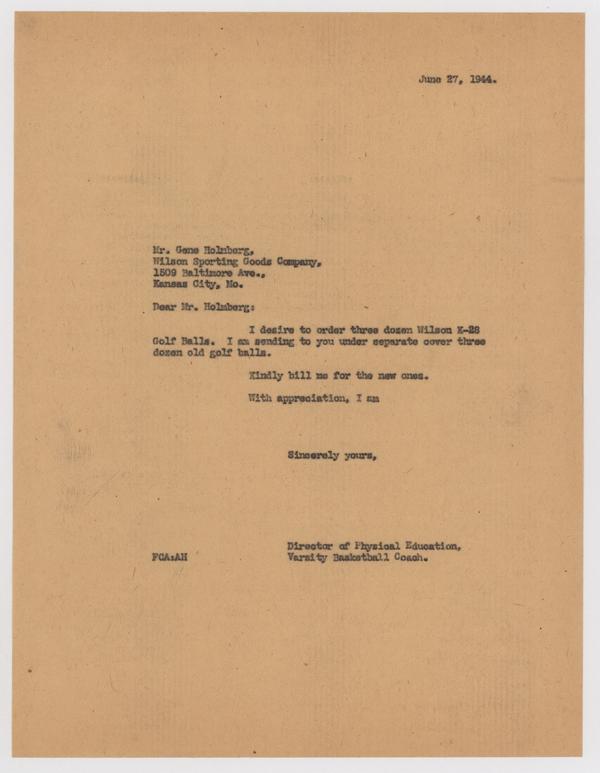 June 27, 1944.
Mr. Gene Holmberg,
Wilson Sporting Goods Company,
1509 Baltimore Ave.,
Kansas City, Mo.
Dear Mr. Holmberg:
I desire to order three dozen Wilson K-28
Golf Balls. I am sending to you under separate cover three
dozen old golf balls.
Kindly bill me for the new ones.
With appreciation, I am
Sincerely yours,
Director of Physical Education,
FCA:AH Varsity Basketball Coach.